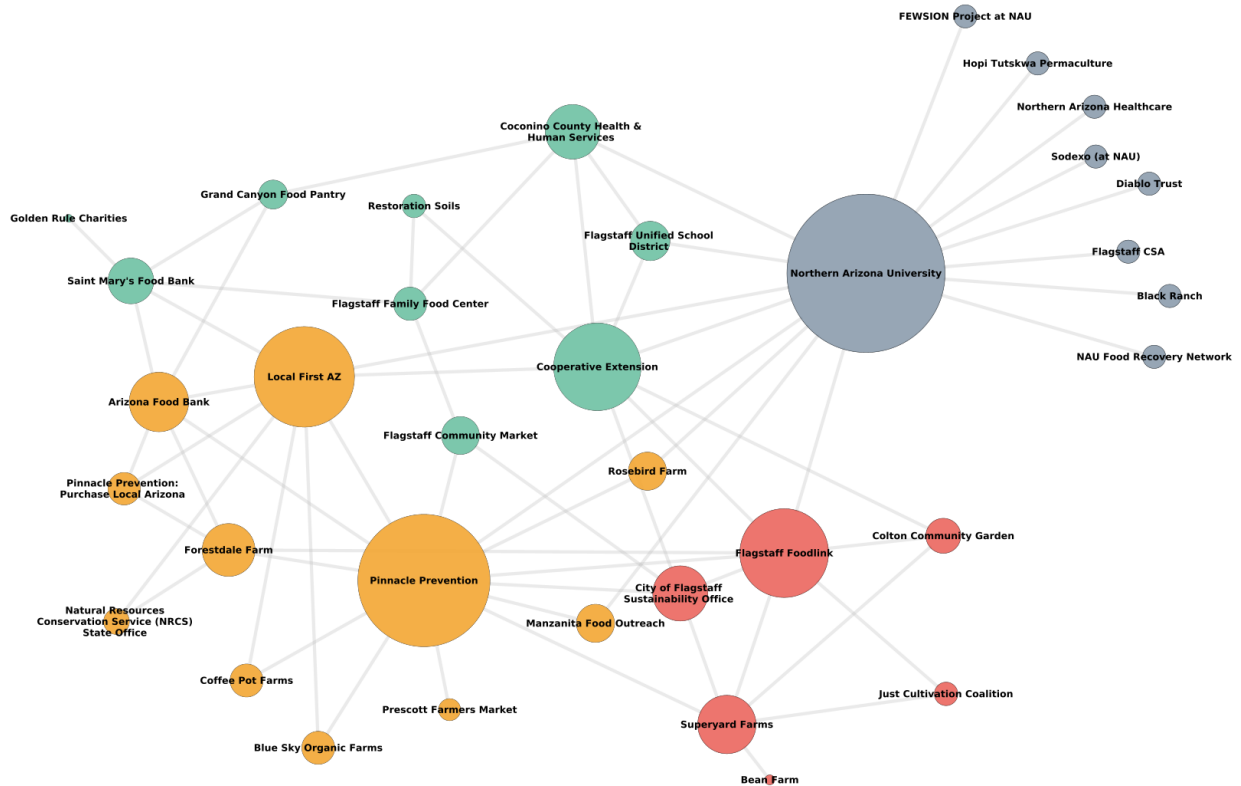 FEWSION Project at NAU
Hopi Tutskwa Permaculture
Northern Arizona Healthcare
Coconino County Health &
Human Services
Sodexo (at NAU)
Diablo Trust
Grand Canyon Food Pantry
Restoration Soils
Golden Rule Charities
Flagstaff Unified School
District
Flagstaff CSA
Northern Arizona University
Saint Mary's Food Bank
Black Ranch
Flagstaff Family Food Center
NAU Food Recovery Network
Cooperative Extension
Local First AZ
Arizona Food Bank
Flagstaff Community Market
Rosebird Farm
Pinnacle Prevention:
Purchase Local Arizona
Colton Community Garden
Forestdale Farm
Flagstaff Foodlink
Pinnacle Prevention
City of Flagstaff
Sustainability Office
Natural Resources
Conservation Service (NRCS)
State Office
Manzanita Food Outreach
Coffee Pot Farms
Just Cultivation Coalition
Prescott Farmers Market
Superyard Farms
Blue Sky Organic Farms
Bean Farm